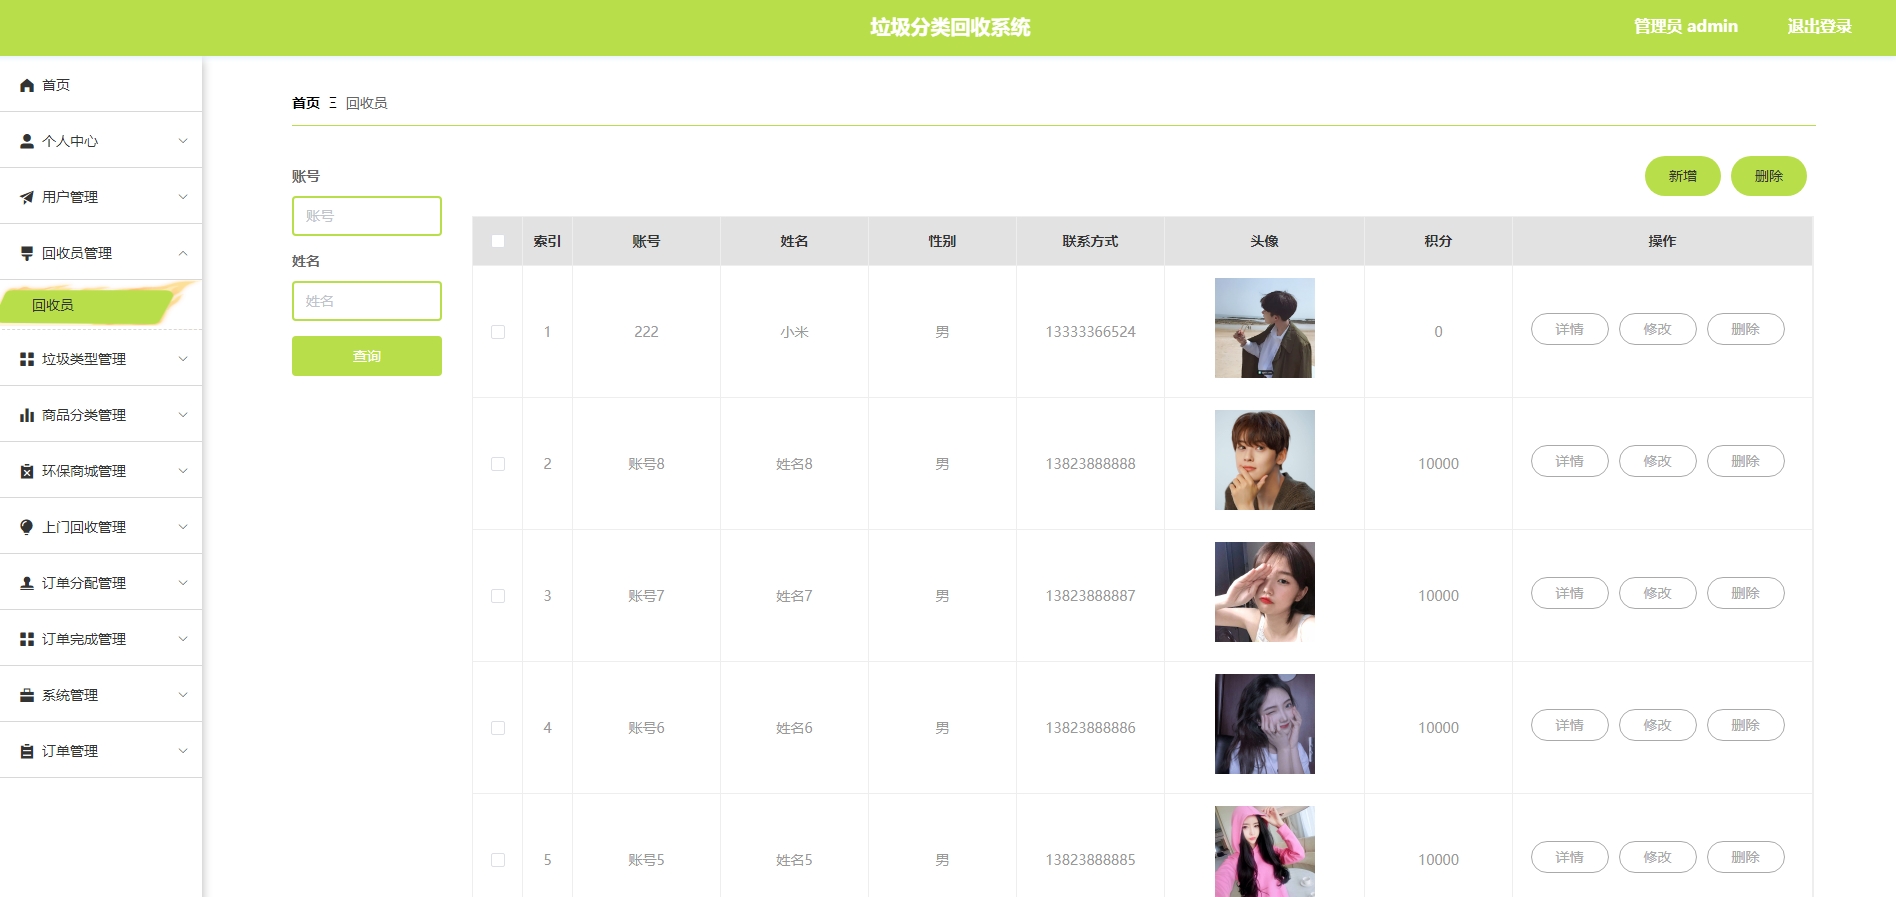 垃圾分类回收系统
管理员 admin
退出登录
首页
个人中心
用户管理
回收员管理
回收员
垃圾类型管理
商品分类管理
环保商城管理
上门回收管理
订单分配管理
订单完成管理
系统管理
订单管理
首页 Ξ 回收员
账号
账号
姓名
姓名
查询
新增 删除
索引 账号 姓名 性别 联系方式 头像 积分 操作
1 222 小米 男 13333366524 0 详情 修改 删除
2 账号8 姓名8 男 13823888888 10000 详情 修改 删除
3 账号7 姓名7 男 13823888887 10000 详情 修改 删除
4 账号6 姓名6 男 13823888886 10000 详情 修改 删除
5 账号5 姓名5 男 13823888885 10000 详情 修改 删除